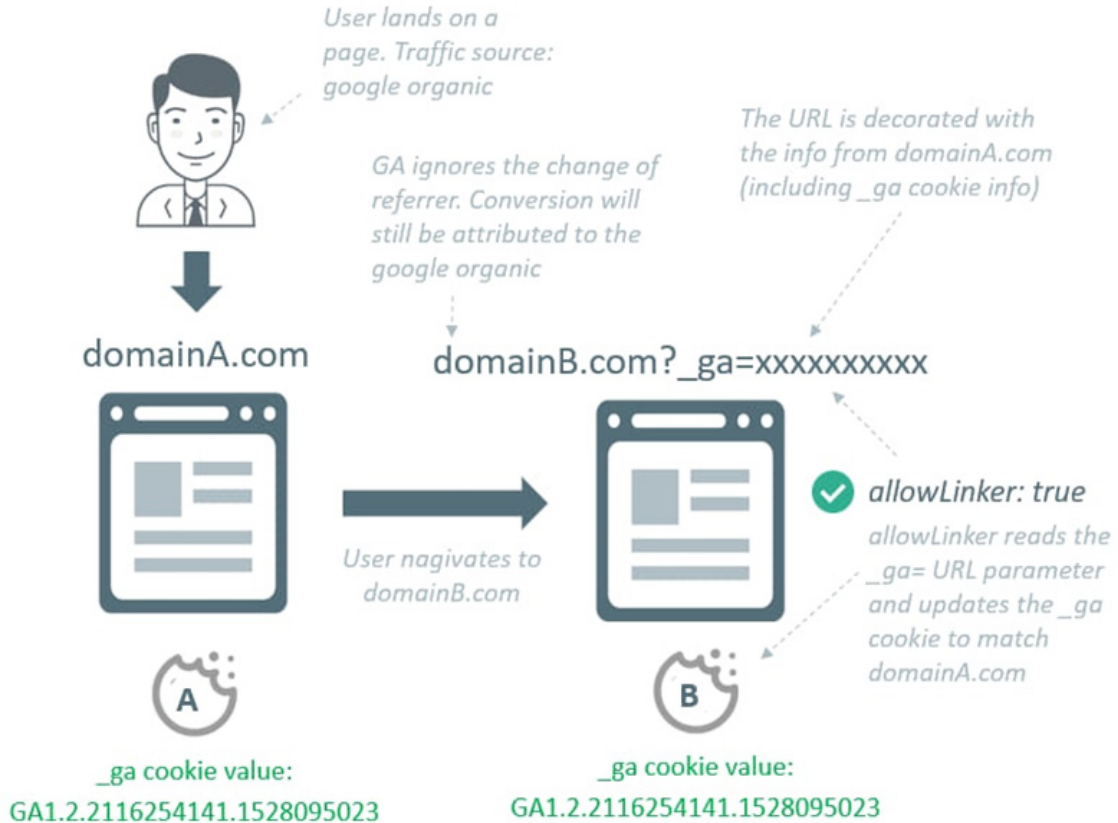 User lands on a
page. Traffic source:
google organic
The URL is decorated with
the info from domainA.com
(including _ga cookie info)
GA ignores the change of
referrer. Conversion will
still be attributed to the
google organic
domainA.com
domainB.com?_ga=xxxxxxxxxx
allowLinker: true
allowLinker reads the
_ga= URL parameter
and updates the _ga
cookie to match
domainA.com
User nagivates to
domainB.com
A
B
_ga cookie value:
GA1.2.2116254141.1528095023
_ga cookie value:
GA1.2.2116254141.1528095023